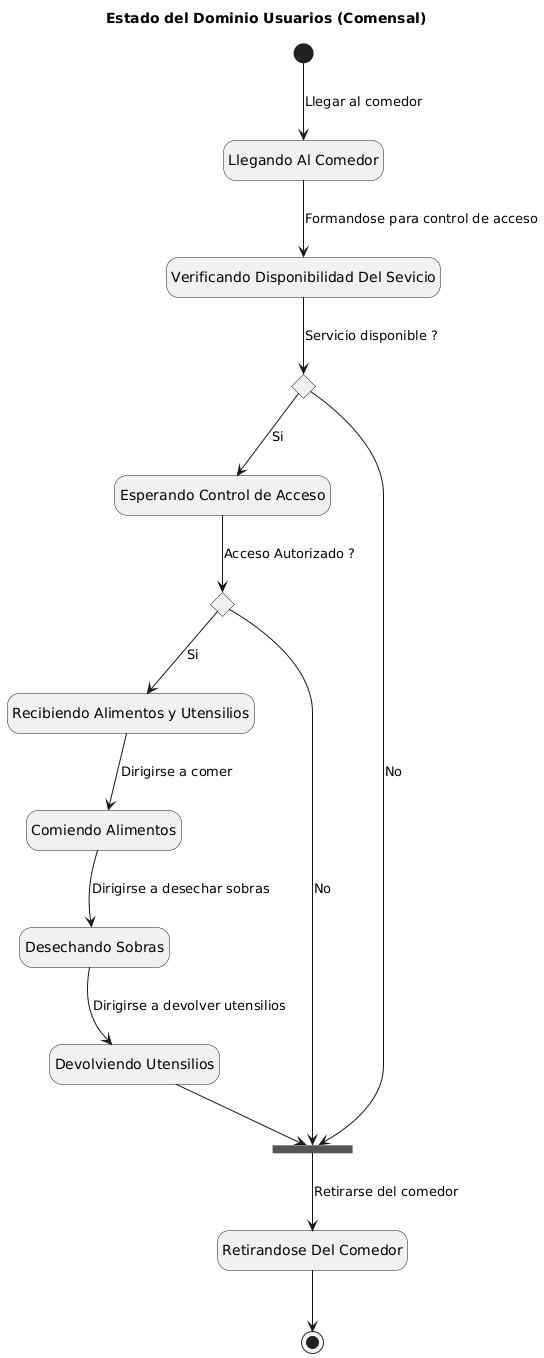 Estado del Dominio Usuarios (Comensal)
Llegar al comedor
Llegando Al Comedor
Formandose para control de acceso
Verificando Disponibilidad Del Sevicio
Servicio disponible ?
Si
Esperando Control de Acceso
Acceso Autorizado ?
Si
Recibiendo Alimentos y Utensilios
Dirigirse a comer
No
Comiendo Alimentos
Dirigirse a desechar sobras
No
Desechando Sobras
Dirigirse a devolver utensilios
Devolviendo Utensilios
Retirarse del comedor
Retirandose Del Comedor